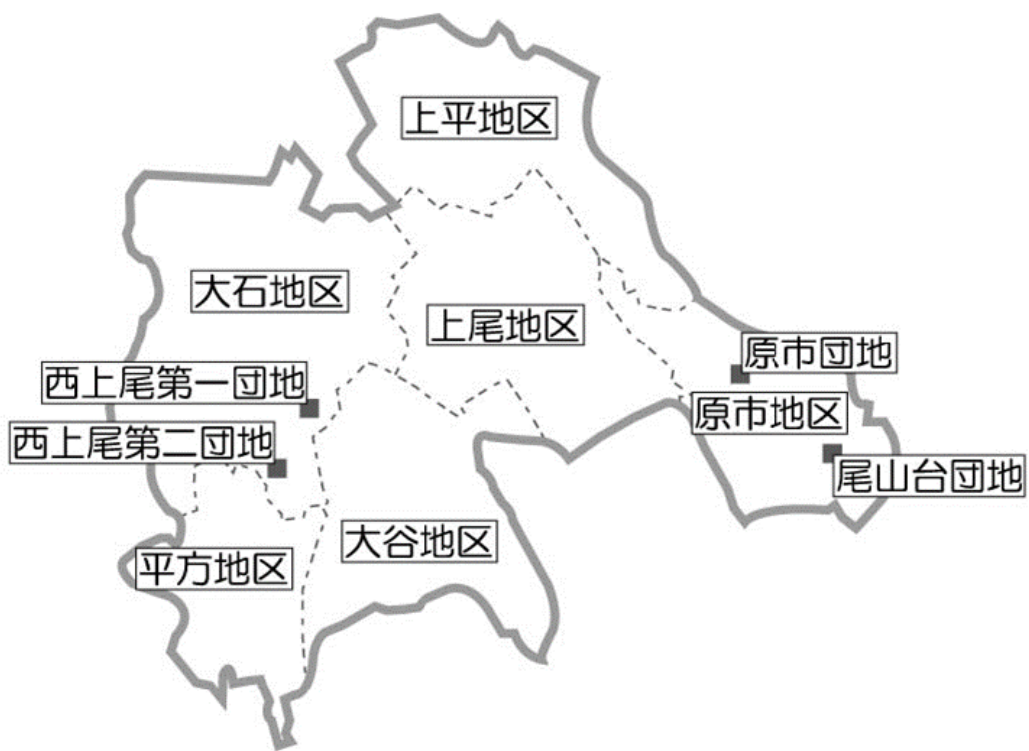 上平地区
大石地区
上尾地区
原市団地
西上尾第一団地
原市地区
西上尾第二団地
尾山台団地
大谷地区
平方地区